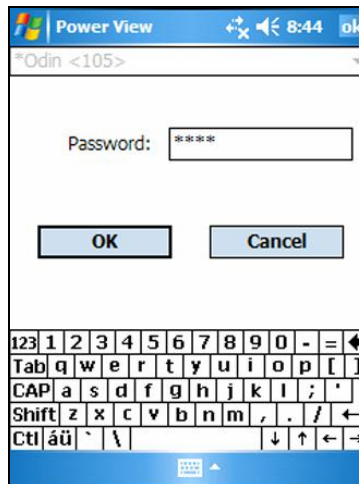 Power View 8:44 ok
*Odin <105>
Password: ****
OK Cancel
123 1 2 3 4 5 6 7 8 9 0 - =
Tab q w e r t y u i o p [ ]
CAP a s d f g h j k l ; '
Shift z x c v b n m , . / ←
Ctl áü ` \ ↓ ↑ ← →